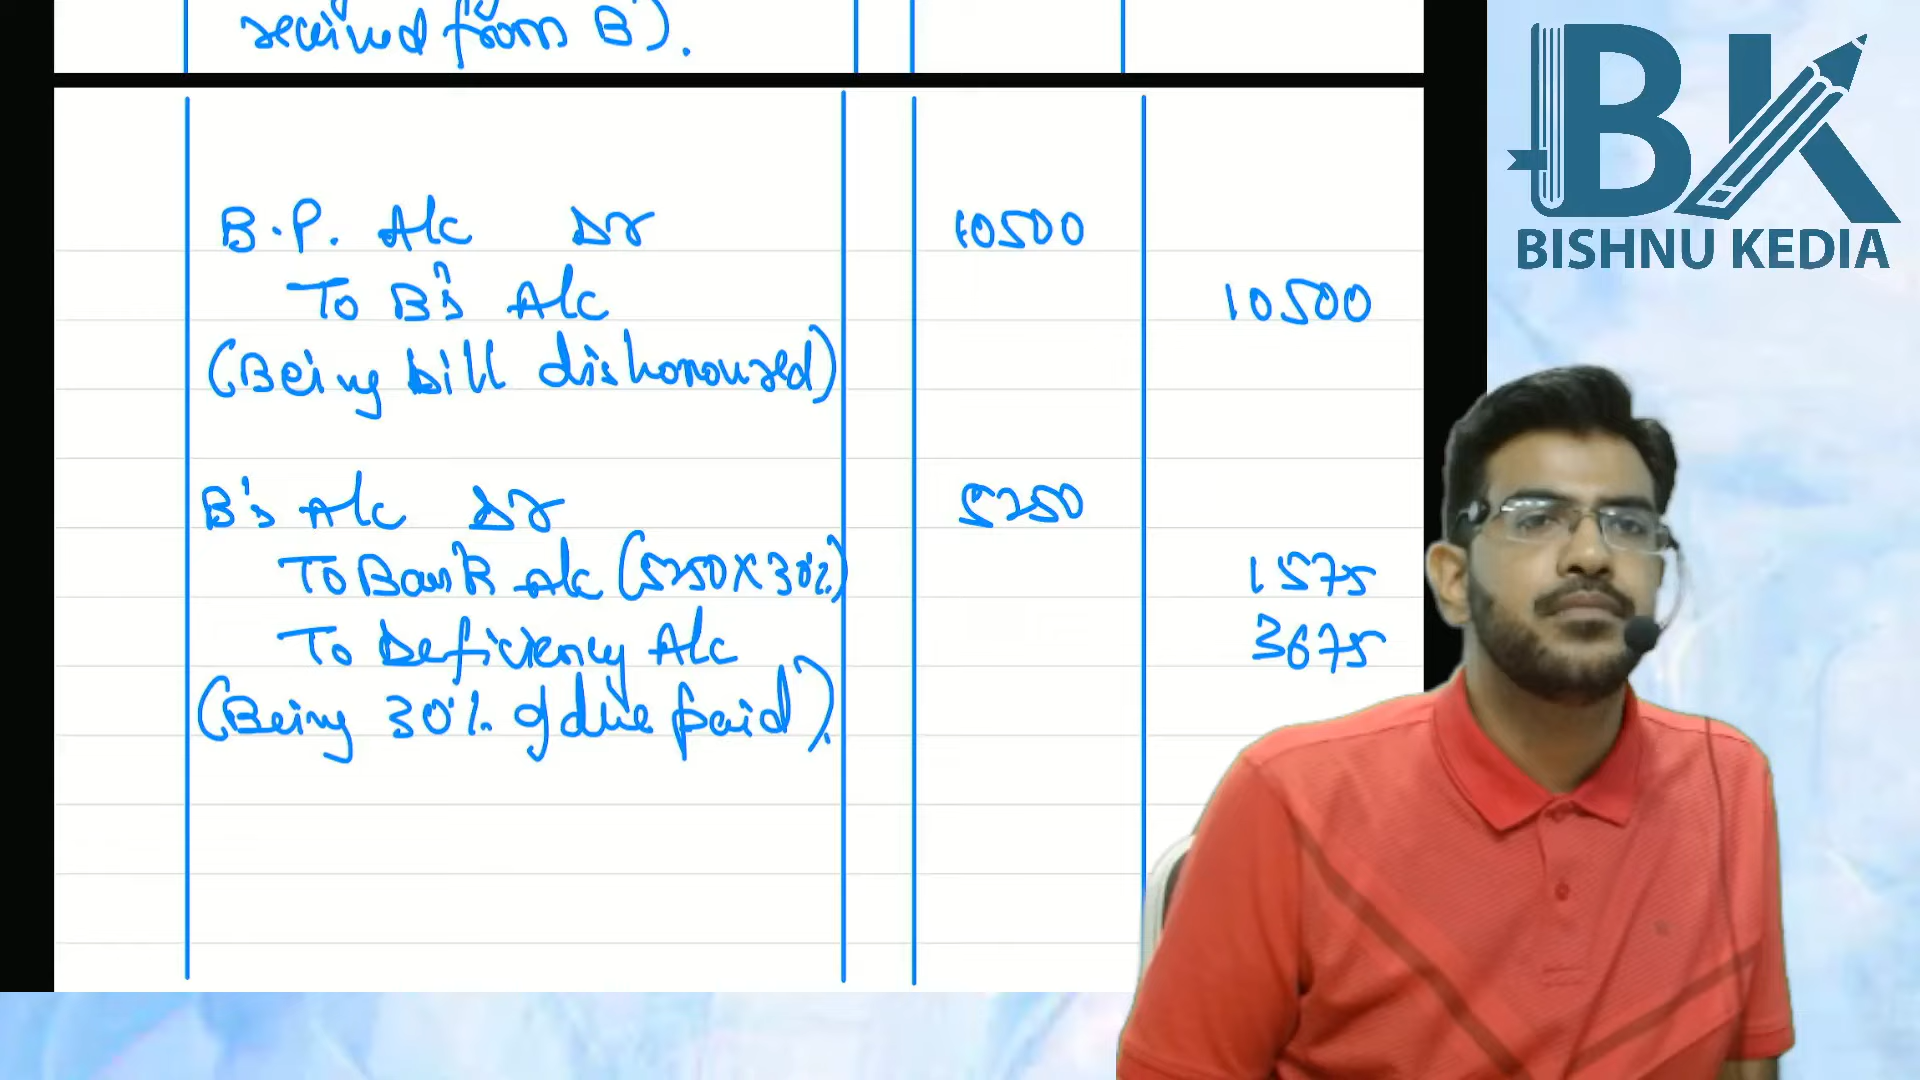 received from B).
B.P. A/c Dr 10500
To B's A/c 10500
(Being bill dishonoured)
B's A/c Dr 5250
To Bank A/c (5250X30%) 1575
To Deficiency A/c 3675
(Being 30% of due paid).
BK
BISHNU KEDIA